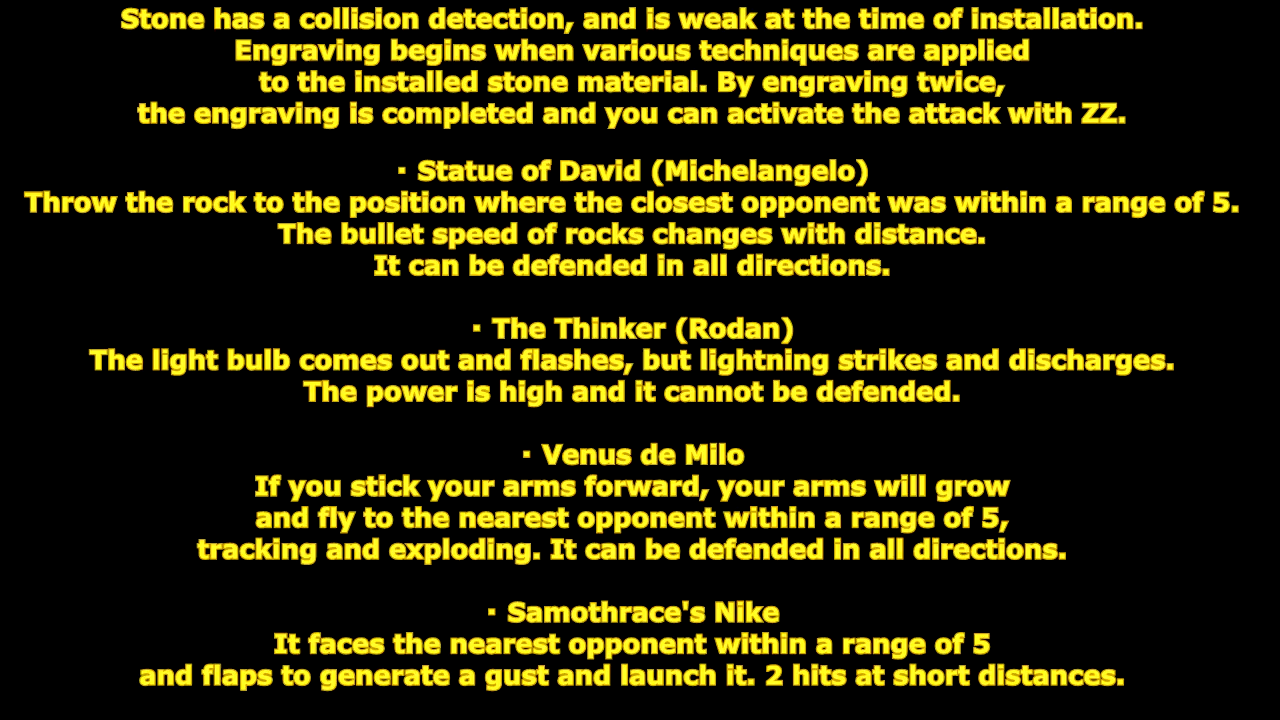 Stone has a collision detection, and is weak at the time of installation.
Engraving begins when various techniques are applied
to the installed stone material. By engraving twice,
the engraving is completed and you can activate the attack with ZZ.
· Statue of David (Michelangelo)
Throw the rock to the position where the closest opponent was within a range of 5.
The bullet speed of rocks changes with distance.
It can be defended in all directions.
· The Thinker (Rodan)
The light bulb comes out and flashes, but lightning strikes and discharges.
The power is high and it cannot be defended.
· Venus de Milo
If you stick your arms forward, your arms will grow
and fly to the nearest opponent within a range of 5,
tracking and exploding. It can be defended in all directions.
· Samothrace's Nike
It faces the nearest opponent within a range of 5
and flaps to generate a gust and launch it. 2 hits at short distances.